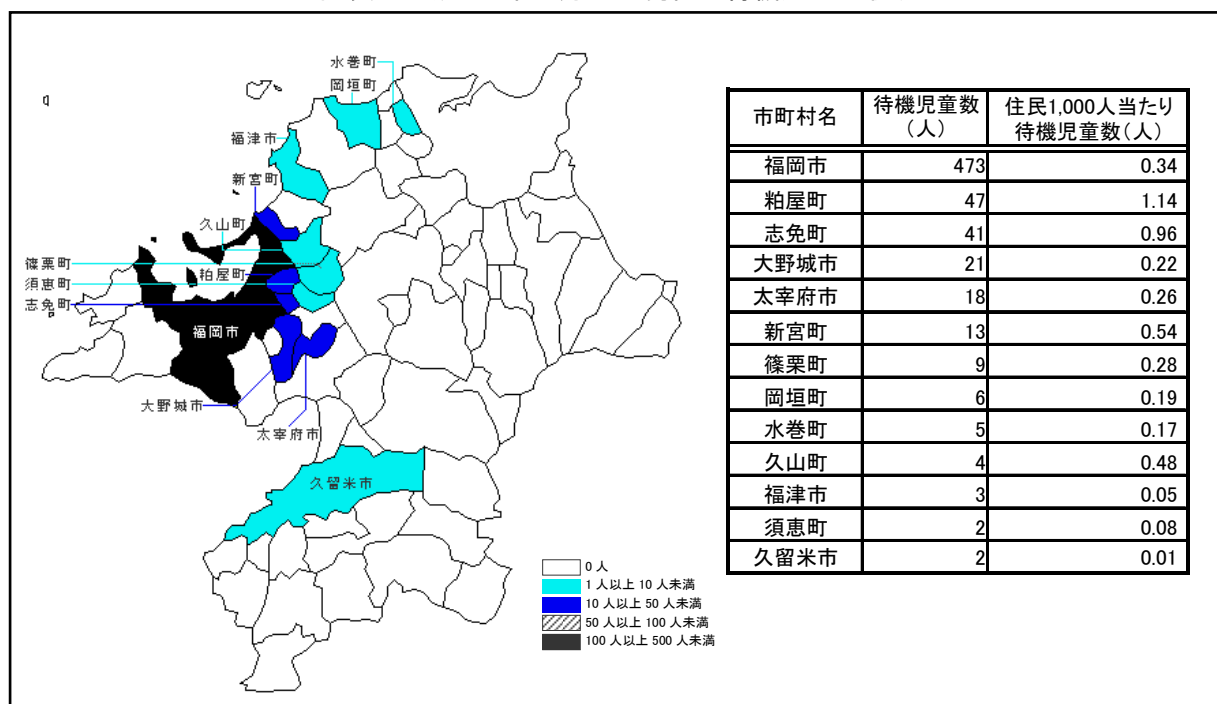 水巻町
岡垣町
福津市
新宮町
久山町
篠栗町
粕屋町
須恵町
志免町
福岡市
大野城市
太宰府市
久留米市
0人
1人以上10人未満
10人以上50人未満
50人以上100人未満
100人以上500人未満
市町村名 待機児童数（人） 住民1,000人当たり待機児童数（人）
福岡市 473 0.34
粕屋町 47 1.14
志免町 41 0.96
大野城市 21 0.22
太宰府市 18 0.26
新宮町 13 0.54
篠栗町 9 0.28
岡垣町 6 0.19
水巻町 5 0.17
久山町 4 0.48
福津市 3 0.05
須恵町 2 0.08
久留米市 2 0.01